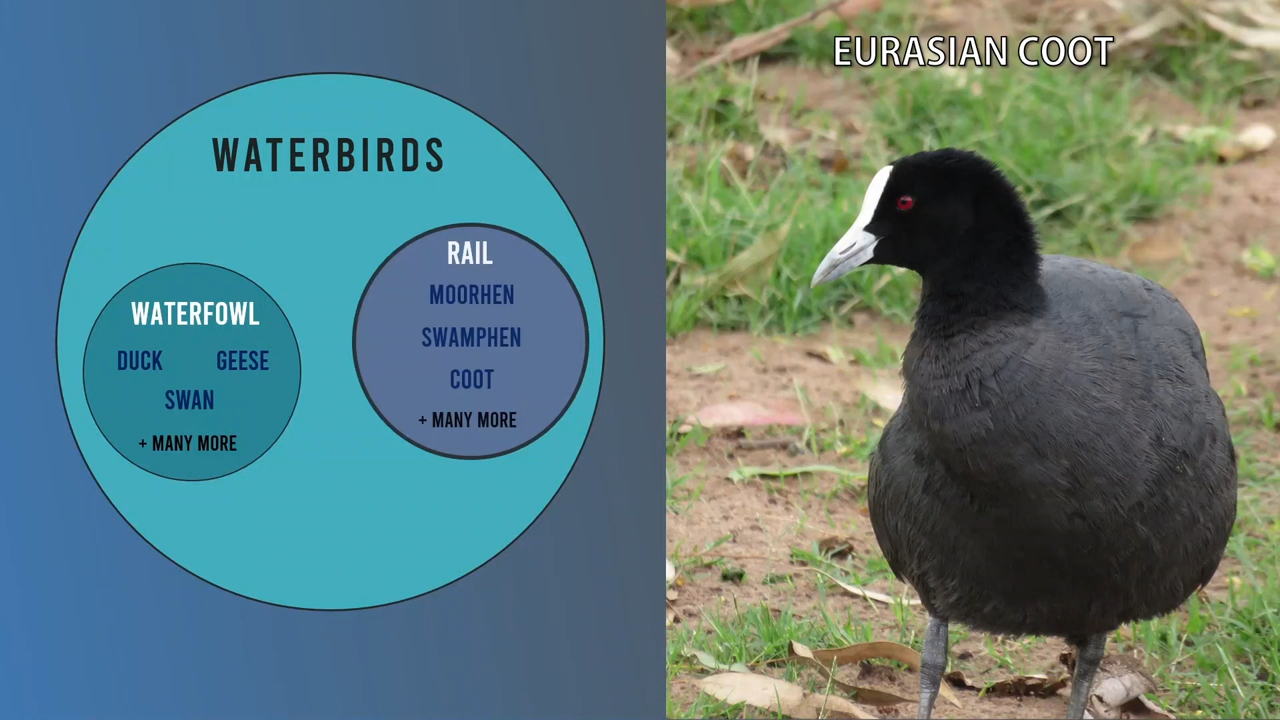 WATERBIRDS
WATERFOWL
DUCK GEESE
SWAN
+ MANY MORE
RAIL
MOORHEN
SWAMPHEN
COOT
+ MANY MORE
EURASIAN COOT